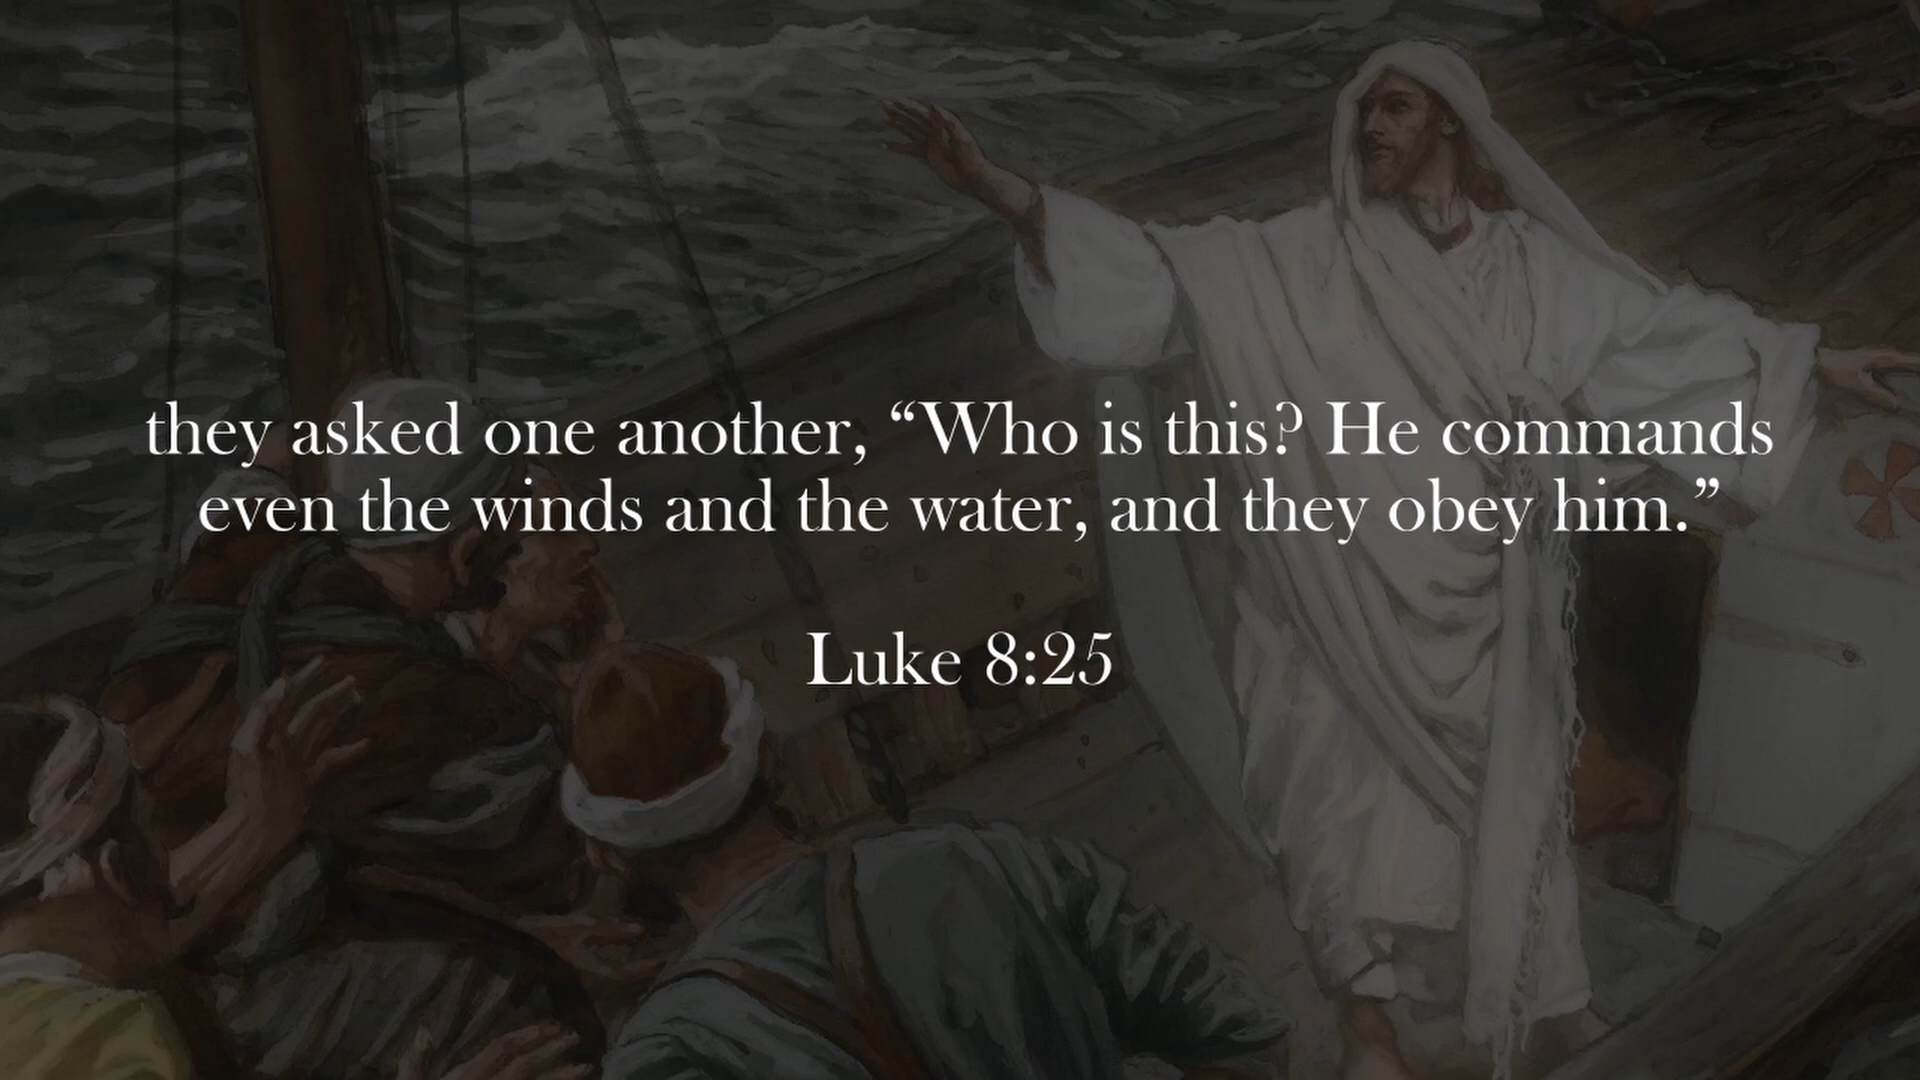 they asked one another, “Who is this? He commands
even the winds and the water, and they obey him.”
Luke 8:25